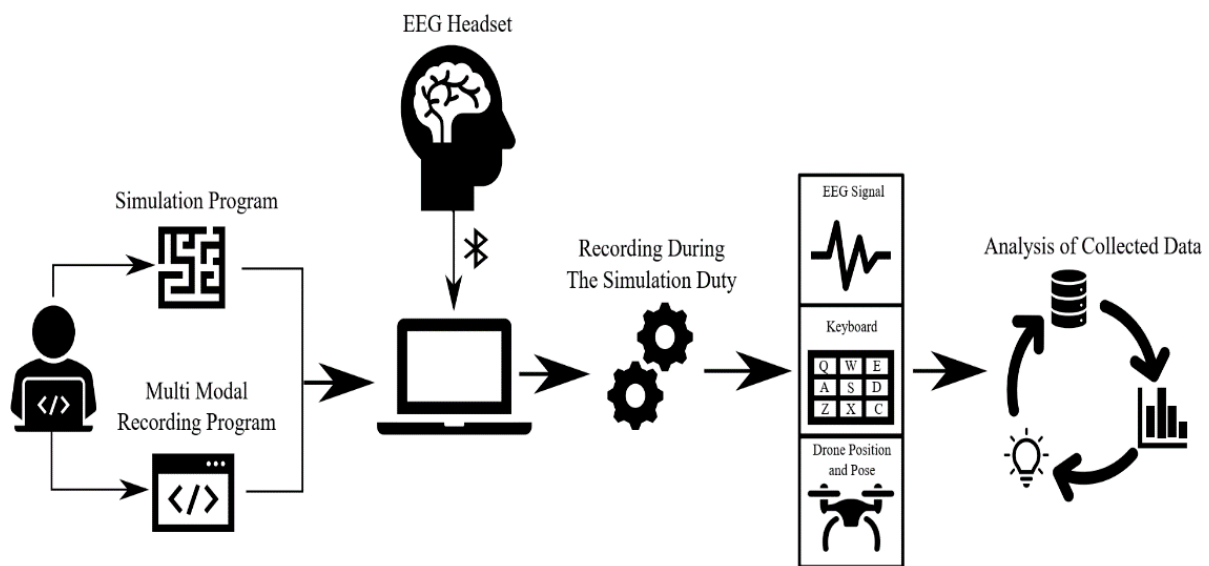 EEG Headset
Simulation Program
Multi Modal
Recording Program
</>
</>
Recording During
The Simulation Duty
EEG Signal
Keyboard
Q W E
A S D
Z X C
Drone Position
and Pose
Analysis of Collected Data